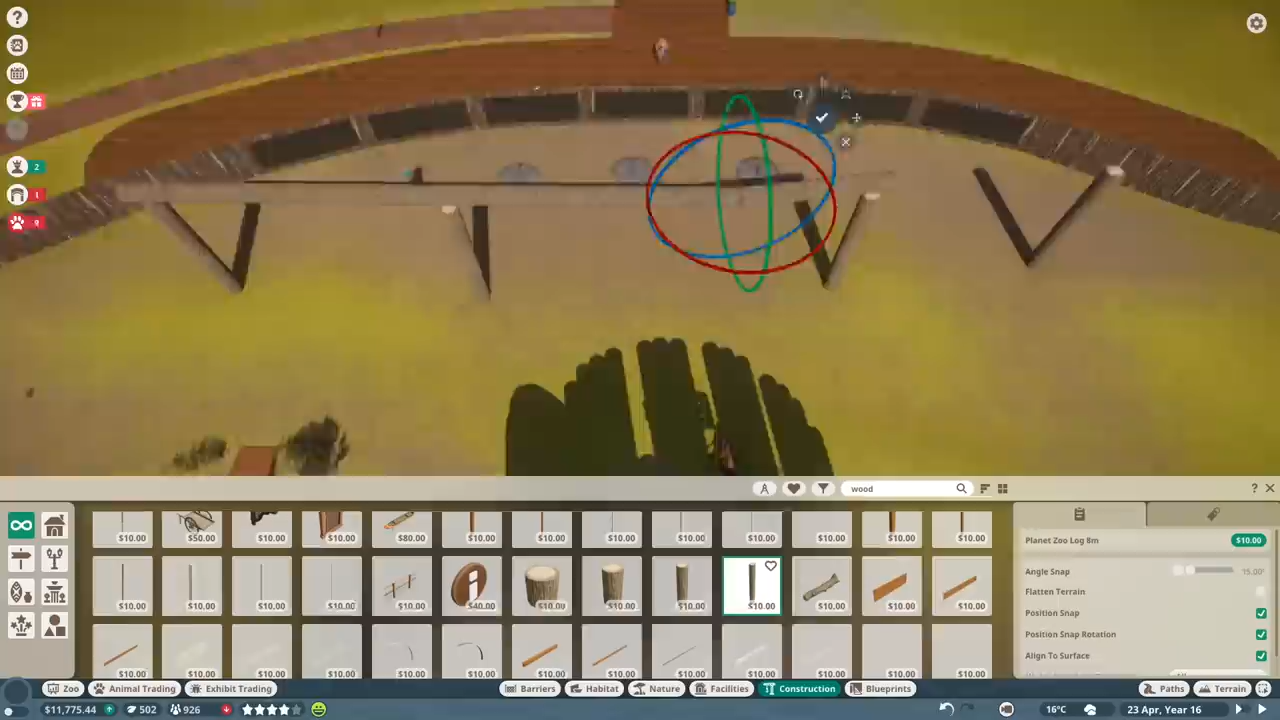 ?
2
1
9
wood
? ×
$10.00 $50.00 $10.00 $10.00 $80.00 $10.00 $10.00 $10.00 $10.00 $10.00 $10.00 $10.00 $10.00
$10.00 $10.00 $10.00 $10.00 $10.00 $40.00 $10.00 $10.00 $10.00 $10.00 $10.00 $10.00 $10.00
$10.00 $10.00 $10.00 $10.00 $10.00 $10.00 $10.00 $10.00 $10.00 $10.00 $10.00 $10.00 $10.00
Planet Zoo Log 8m $10.00
Angle Snap 15.00°
Flatten Terrain
Position Snap
Position Snap Rotation
Align To Surface
Zoo Animal Trading Exhibit Trading Barriers Habitat Nature Facilities Construction Blueprints Paths Terrain
$11,775.44 502 926 16°C 23 Apr, Year 16